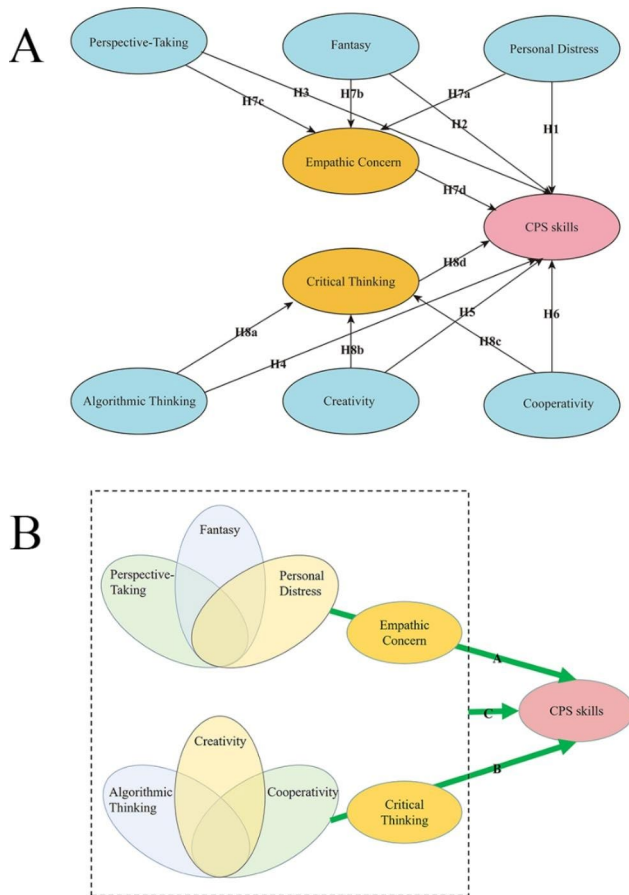 A
Perspective-Taking
Fantasy
Personal Distress
H7c
H3
H7b
H2
H7a
H1
Empathic Concern
H7d
CPS skills
Critical Thinking
H8d
H8a
H4
H8b
H5
H8c
H6
Algorithmic Thinking
Creativity
Cooperativity
B
Fantasy
Perspective-
Taking
Personal
Distress
Empathic
Concern
A
CPS skills
C
Creativity
Algorithmic
Thinking
Cooperativity
B
Critical
Thinking